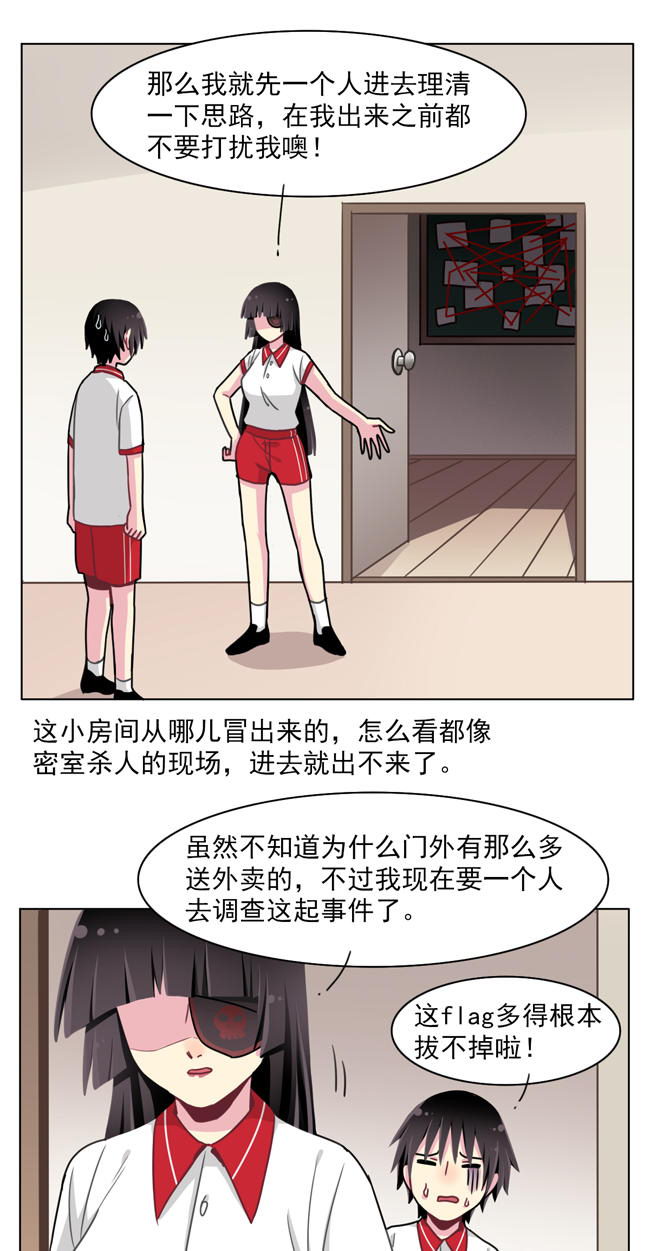 那么我就先一个人进去理清
一下思路，在我出来之前都
不要打扰我噢！
这小房间从哪儿冒出来的，怎么看都像
密室杀人的现场，进去就出不来了。
虽然不知道为什么门外有那么多
送外卖的，不过我现在要一个人
去调查这起事件了。
这flag多得根本
拔不掉啦！